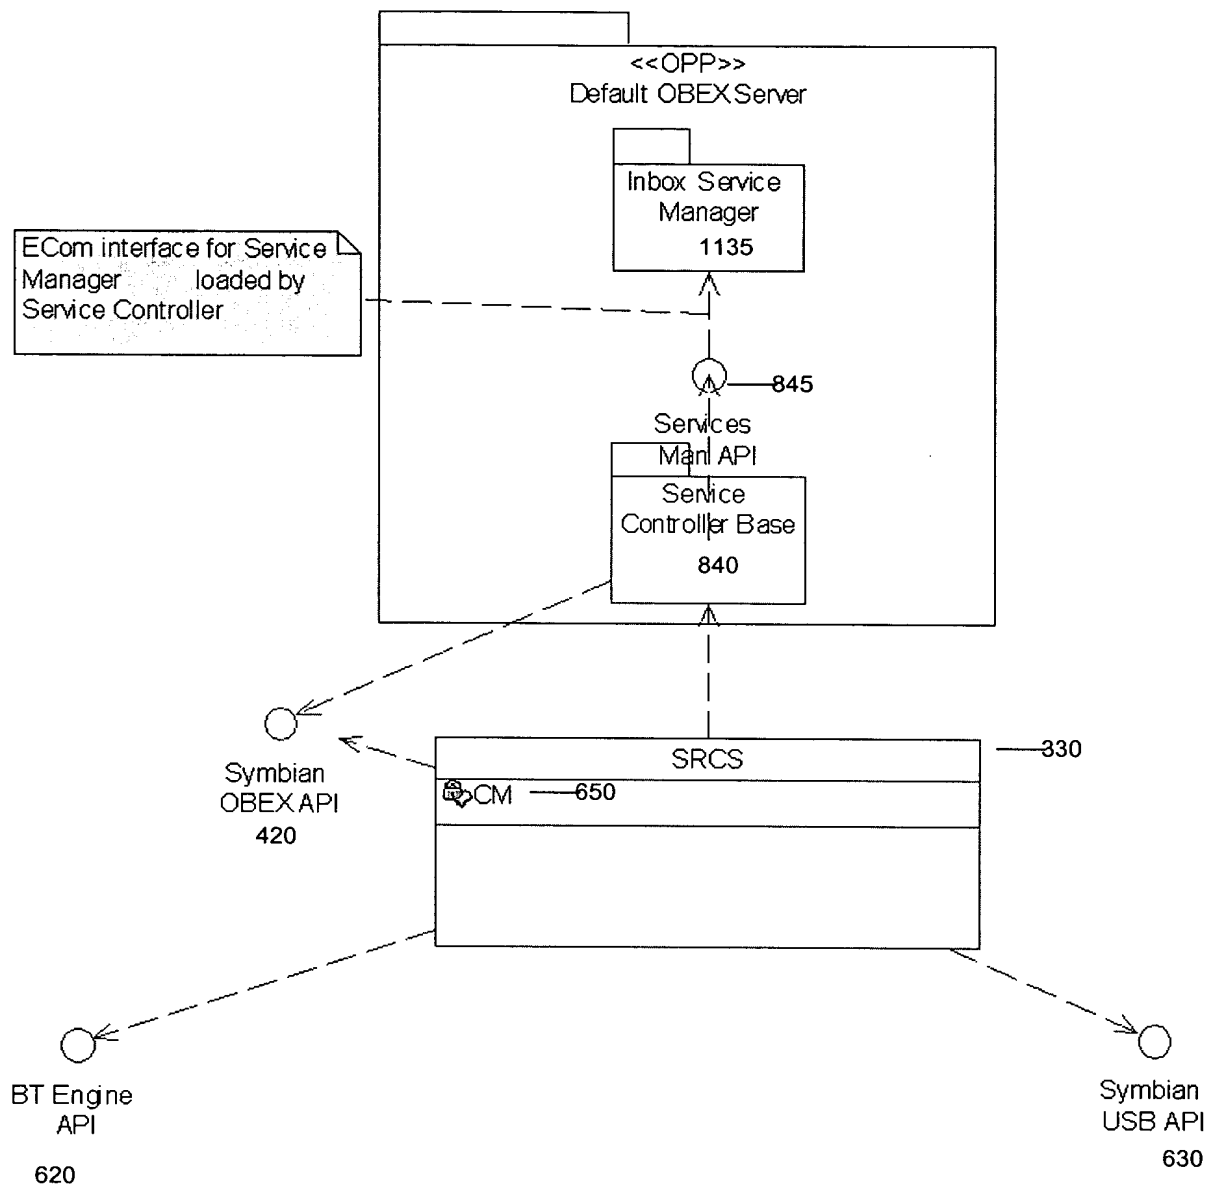 <<OPP>>
Default OBEX Server
Inbox Service
Manager
1135
ECom interface for Service
Manager loaded by
Service Controller
845
Services
Man API
Service
Controller Base
840
Symbian
OBEX API
420
SRCS
330
CM
650
BT Engine
API
620
Symbian
USB API
630